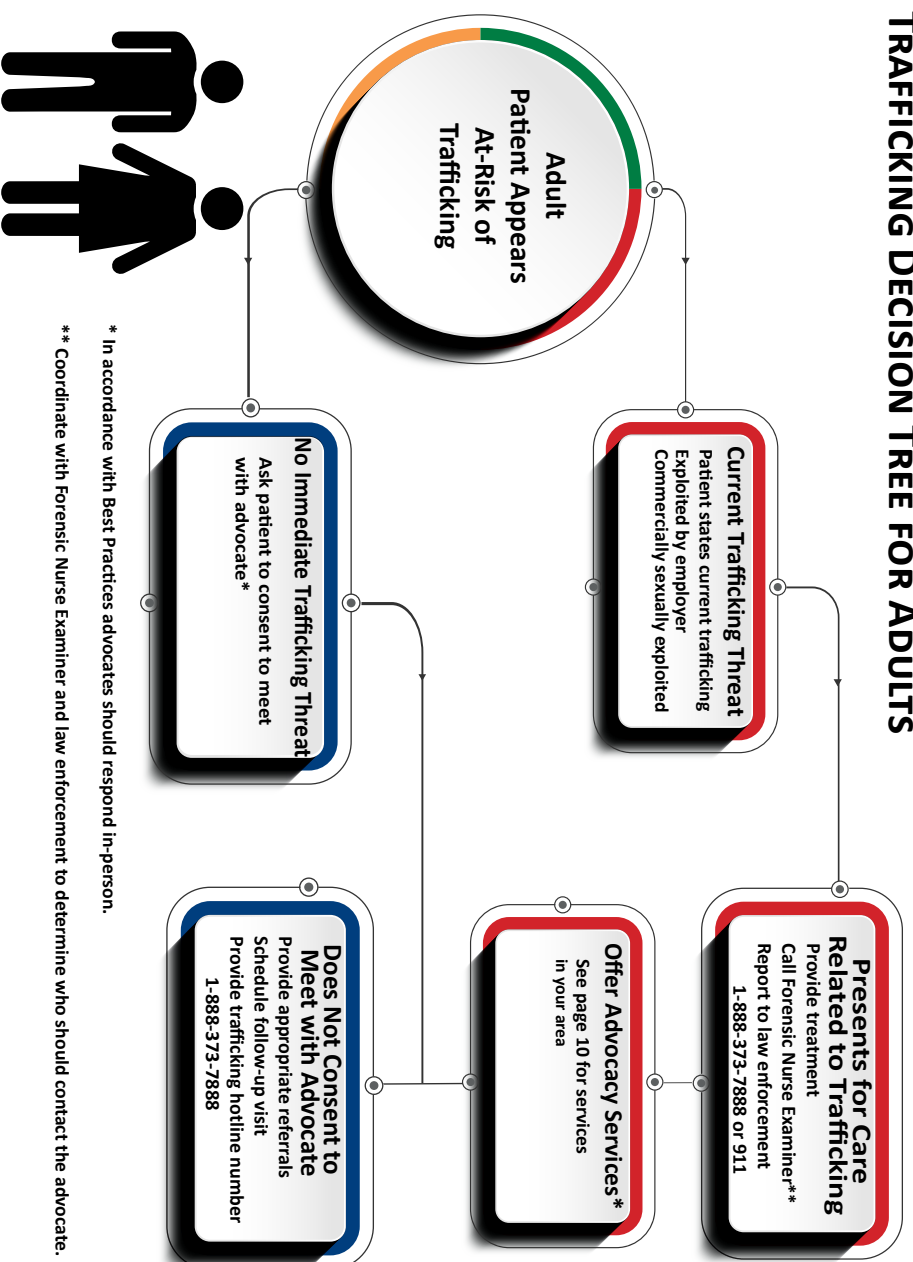 TRAFFICKING DECISION TREE FOR ADULTS
Adult
Patient Appears
At-Risk of
Trafficking
Current Trafficking Threat
Patient states current trafficking
Exploited by employer
Commercially sexually exploited
Presents for Care
Related to Trafficking
Provide treatment
Call Forensic Nurse Examiner**
Report to law enforcement
1-888-373-7888 or 911
Offer Advocacy Services*
See page 10 for services
in your area
No Immediate Trafficking Threat
Ask patient to consent to meet
with advocate*
Does Not Consent to
Meet with Advocate
Provide appropriate referrals
Schedule follow-up visit
Provide trafficking hotline number
1-888-373-7888
* In accordance with Best Practices advocates should respond in-person.
** Coordinate with Forensic Nurse Examiner and law enforcement to determine who should contact the advocate.